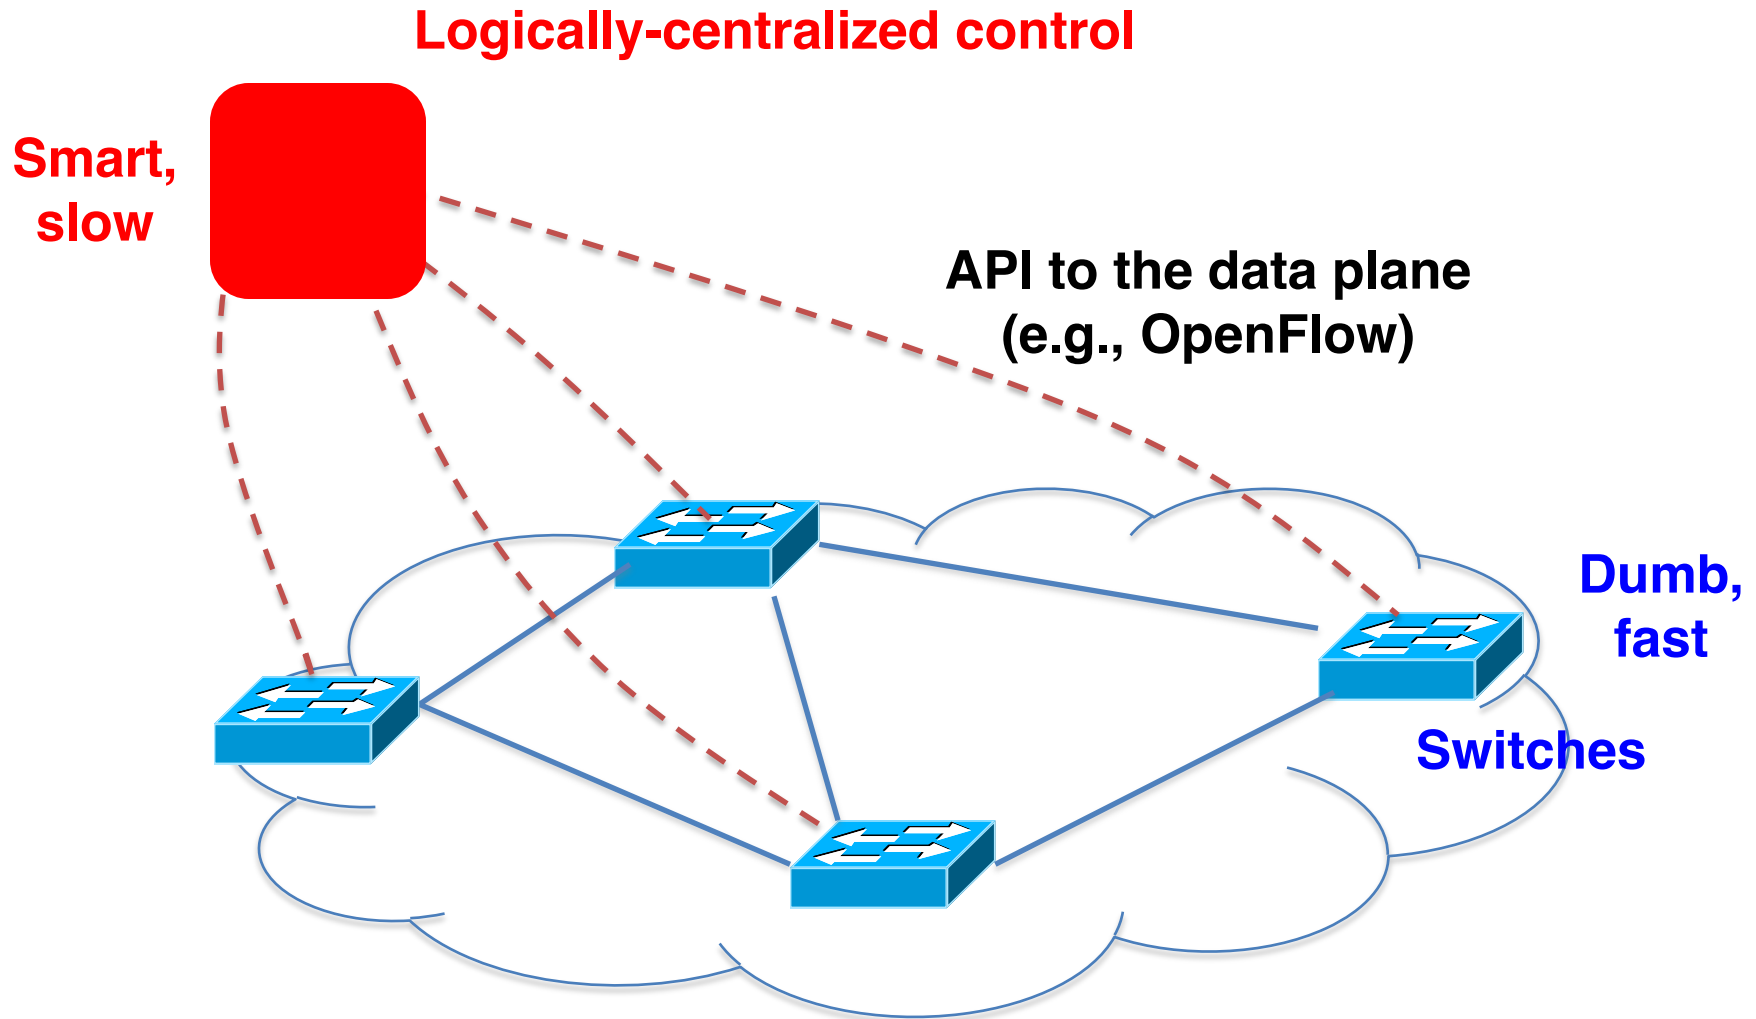 Logically-centralized control
Smart,
slow
API to the data plane
(e.g., OpenFlow)
Dumb,
fast
Switches